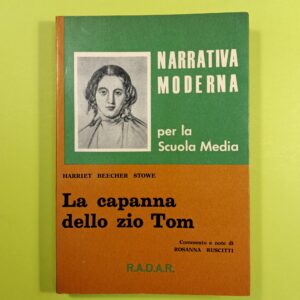 NARRATIVA
MODERNA
per la
Scuola Media
HARRIET BEECHER STOWE
La capanna
dello zio Tom
Commento e note di
ROSANNA RUSCITTI
R.A.D.A.R.